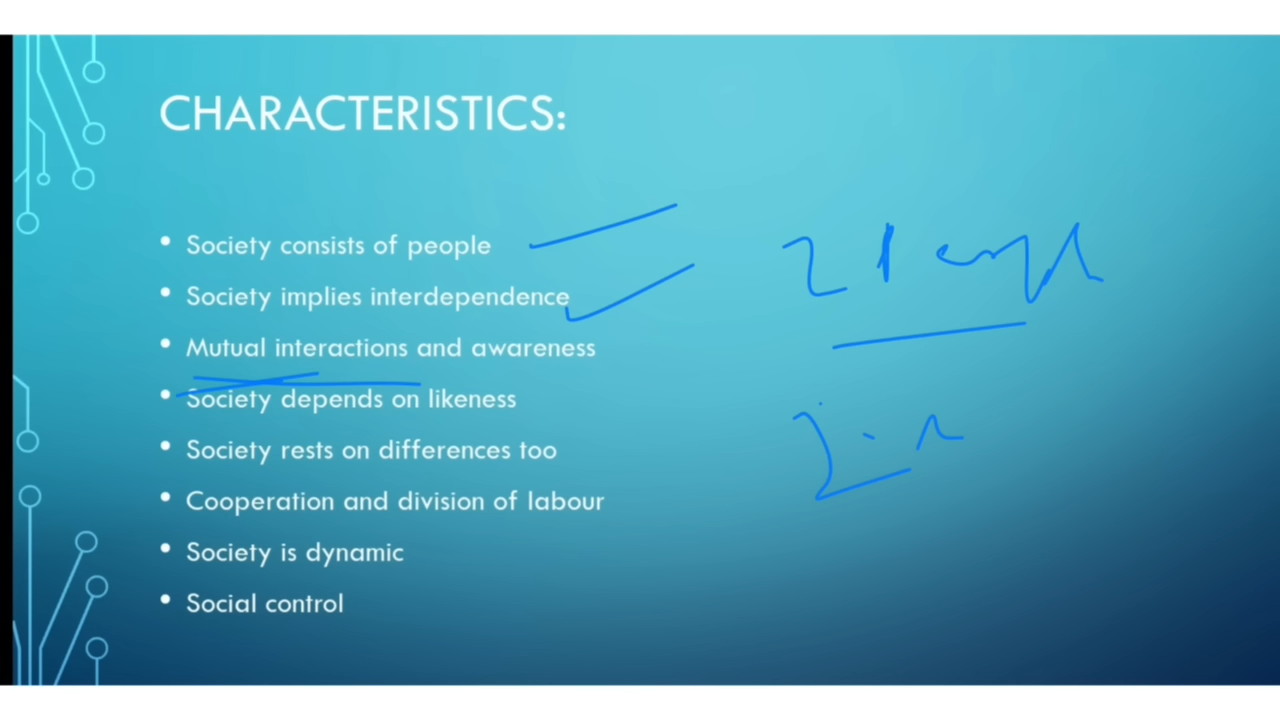 CHARACTERISTICS:
• Society consists of people
• Society implies interdependence
• Mutual interactions and awareness
• Society depends on likeness
• Society rests on differences too
• Cooperation and division of labour
• Society is dynamic
• Social control